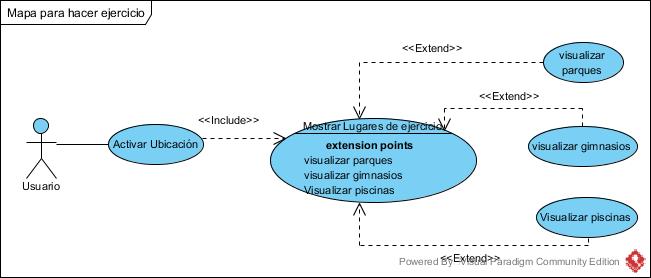 Mapa para hacer ejercicio
<<Extend>>
visualizar
parques
<<Extend>>
<<Include>>
Mostrar Lugares de ejercicio
Activar Ubicación
extension points
visualizar parques
visualizar gimnasios
Visualizar piscinas
visualizar gimnasios
Usuario
Visualizar piscinas
<<Extend>>
Powered By Visual Paradigm Community Edition